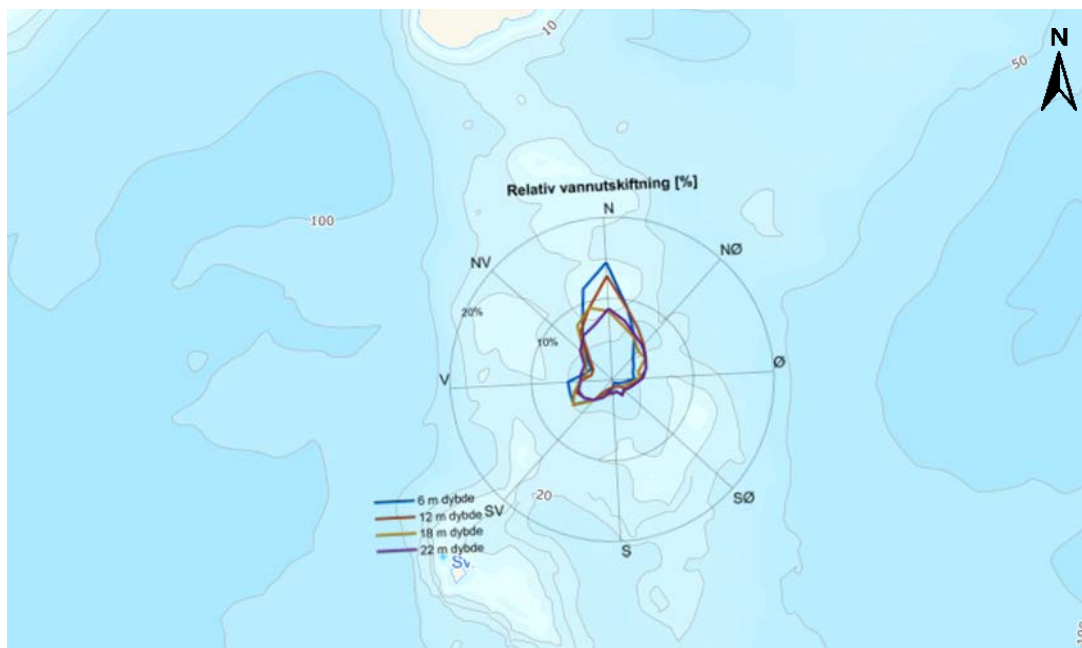 10
N
50
Relativ vannutskiftning [%]
N
100
NV
NØ
20%
10%
V
Ø
6 m dybde
20
SØ
12 m dybde
SV
18 m dybde
22 m dybde
S
Sv.